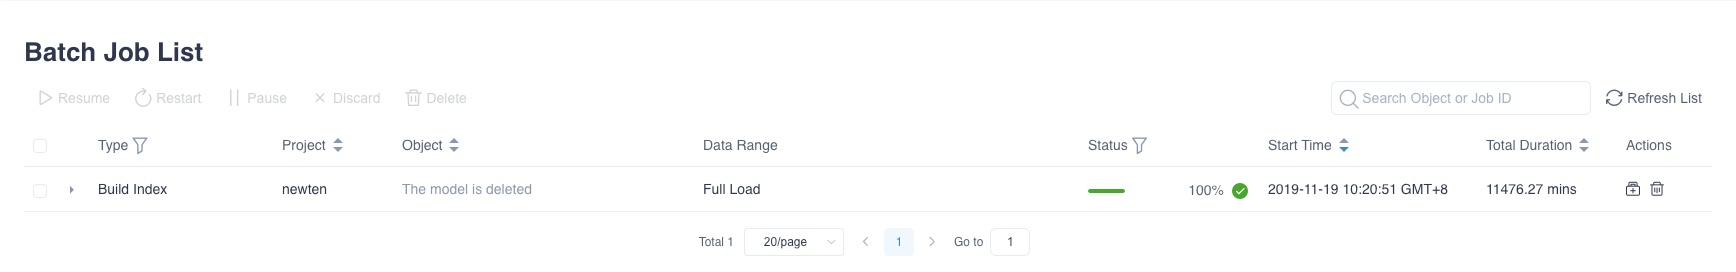 Batch Job List
Resume Restart Pause Discard Delete Search Object or Job ID Refresh List
Type Project Object Data Range Status Start Time Total Duration Actions
Build Index newten The model is deleted Full Load 100% 2019-11-19 10:20:51 GMT+8 11476.27 mins
Total 1 20/page 1 Go to 1